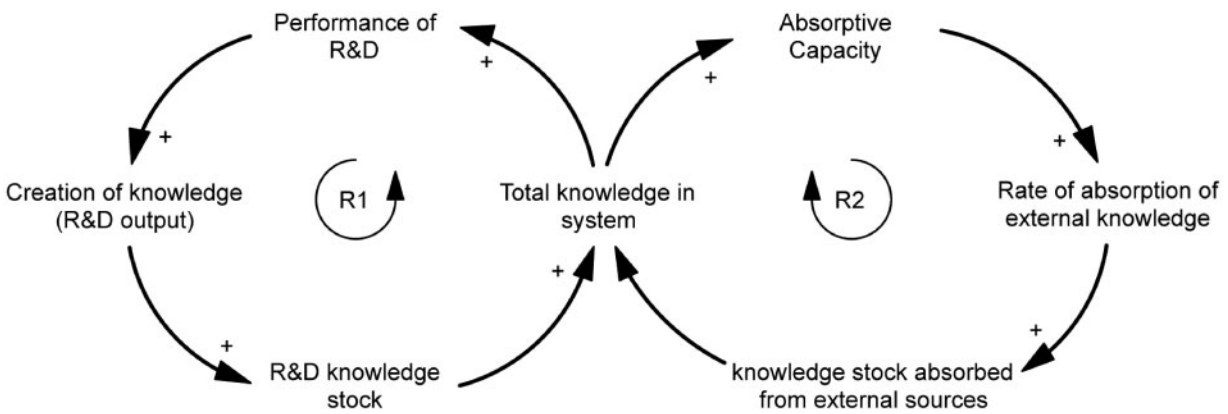 Performance of
R&D
Absorptive
Capacity
+
+
+
+
Creation of knowledge
(R&D output)
R1
Total knowledge in
system
R2
Rate of absorption of
external knowledge
+
+
+
R&D knowledge
stock
knowledge stock absorbed
from external sources